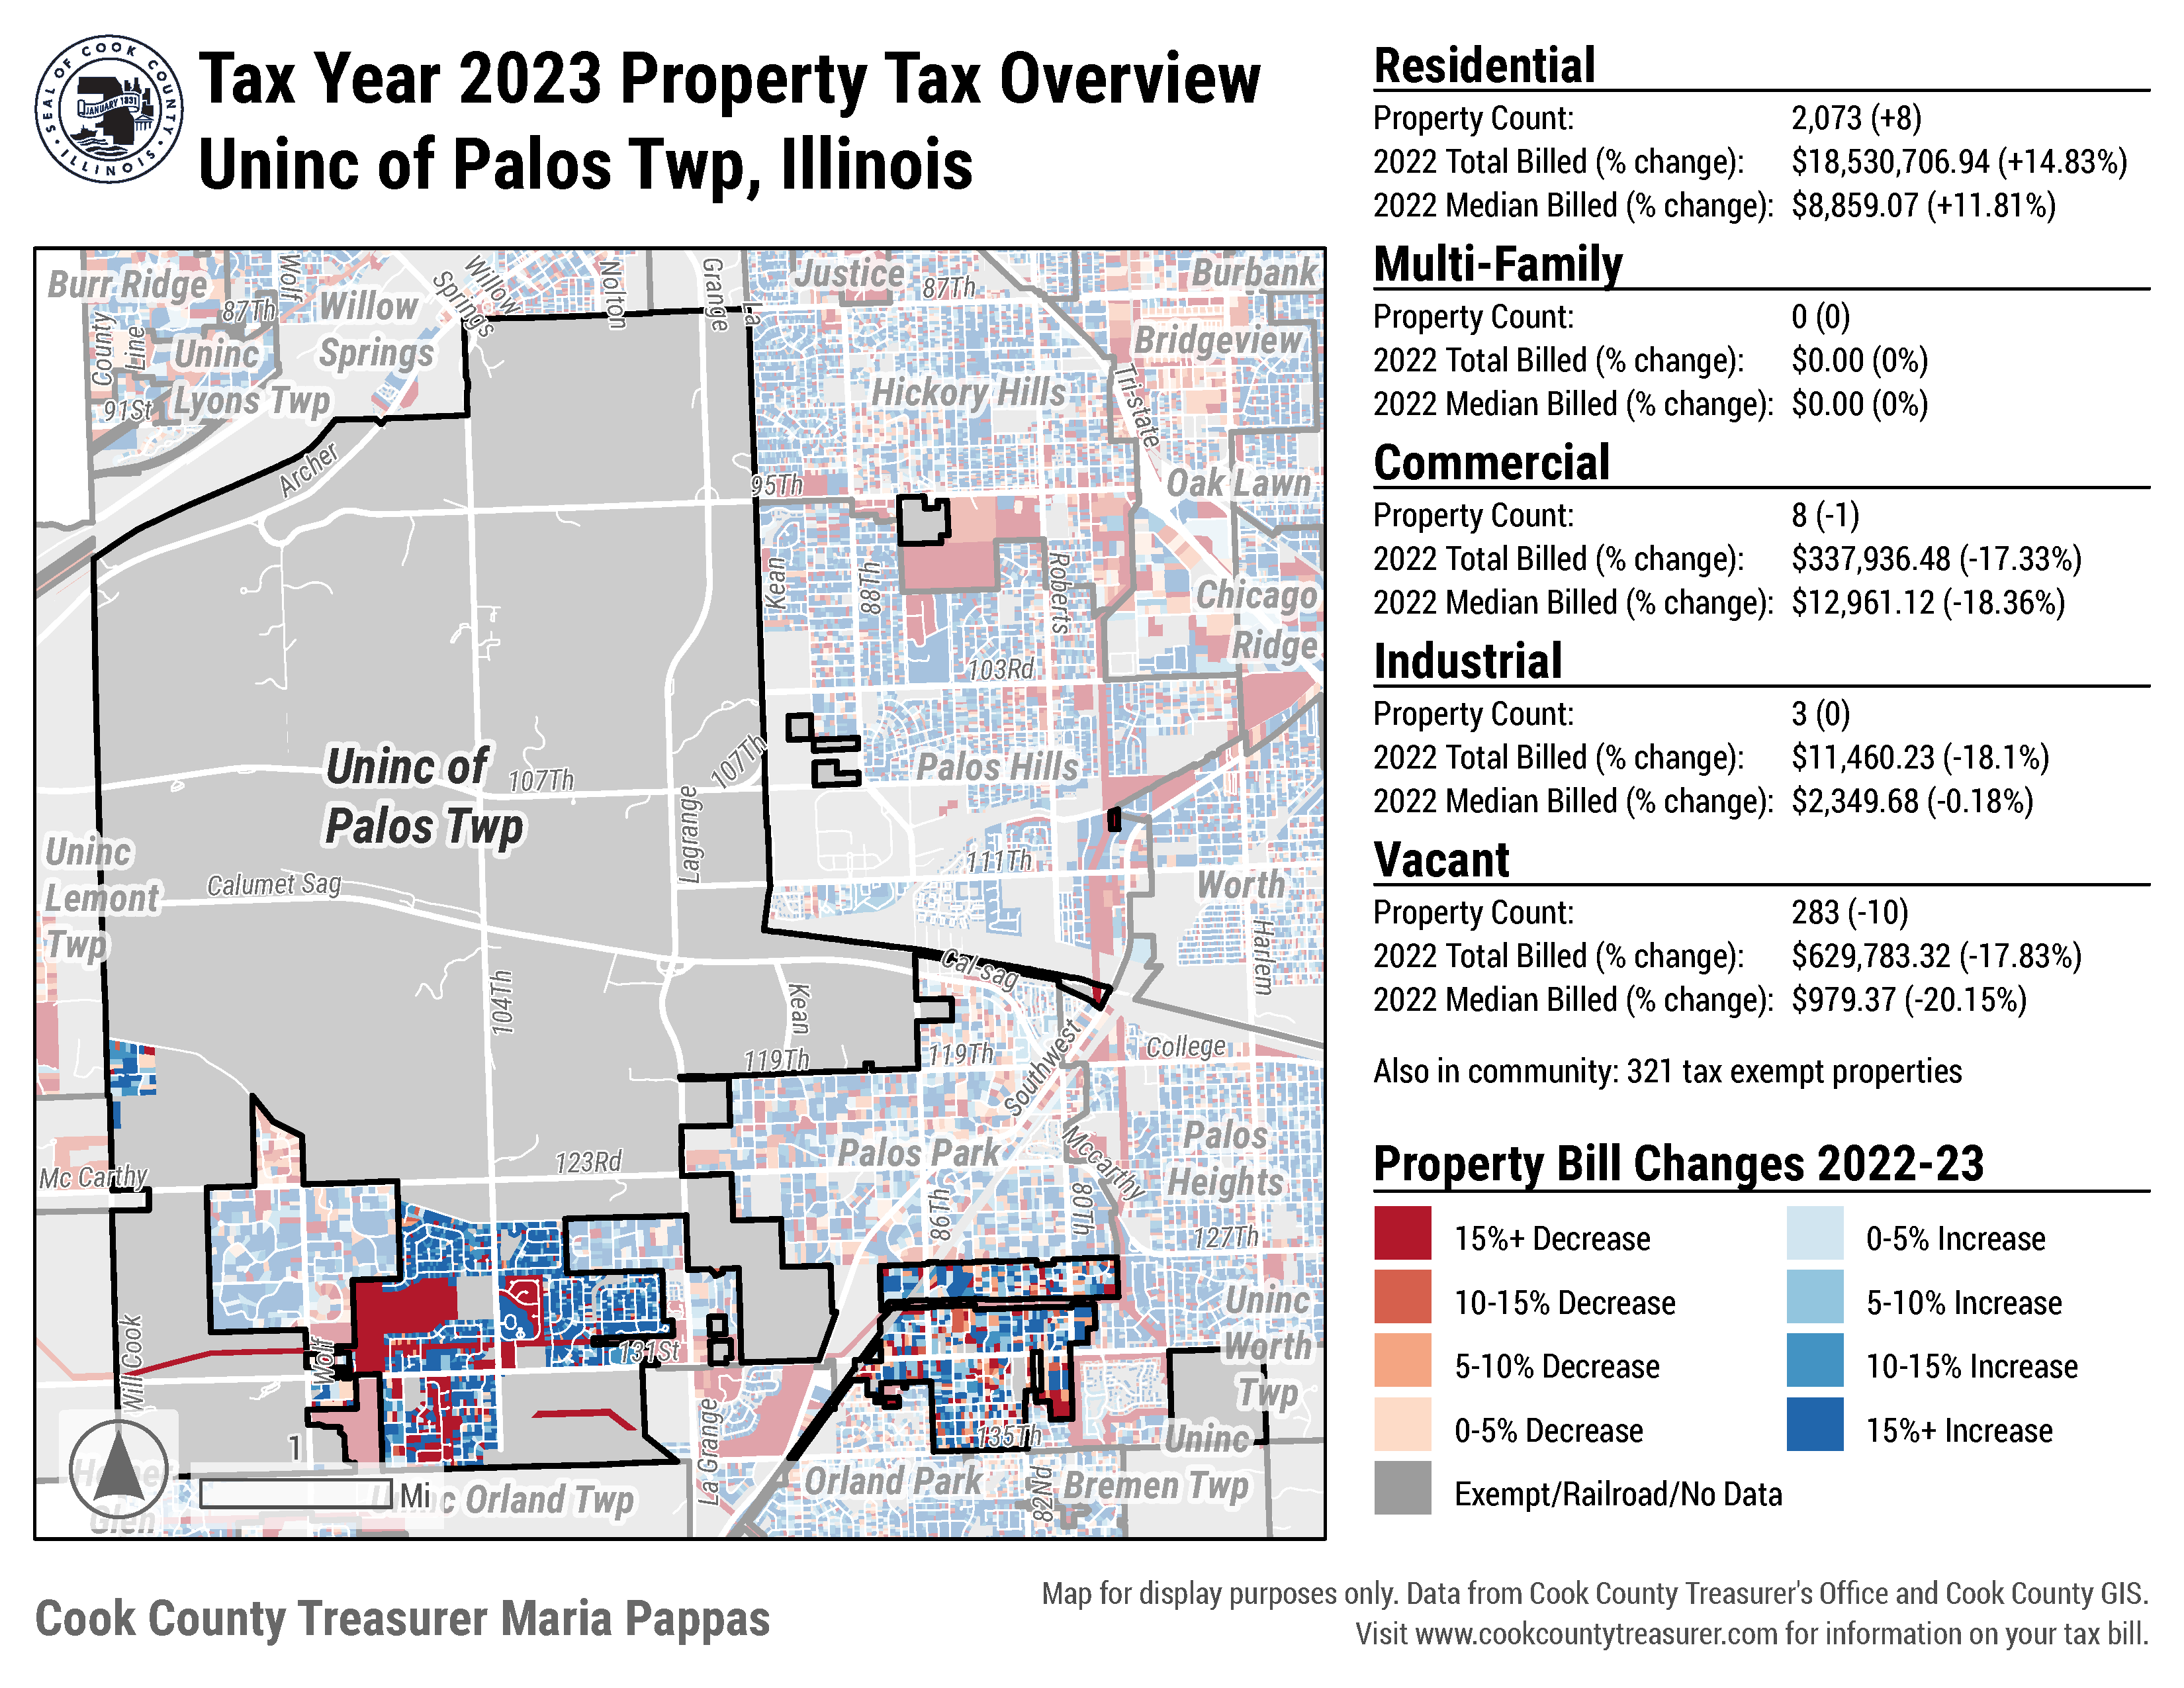 SEAL OF COOK COUNTY
JANUARY 1831
• ILLINOIS •
Tax Year 2023 Property Tax Overview
Uninc of Palos Twp, Illinois
Burr Ridge
Wolf
Willow
Springs
Nolton
Grange
La
Justice
87Th
Burbank
87Th
Willow
Springs
County
Line
Uninc
Lyons Twp
91St
Bridgeview
Hickory Hills
Tri-state
Archer
95Th
Oak Lawn
Kean
88Th
Roberts
Chicago
Ridge
103Rd
107Th
Uninc of
Palos Twp
107Th
Palos Hills
Lagrange
Uninc
Lemont
Twp
111Th
Worth
Calumet Sag
Harlem
Cal-sag
104Th
Kean
119Th
119Th
Southwest
College
Mc Carthy
123Rd
Palos Park
Mccarthy
Palos
Heights
86Th
80Th
127Th
Uninc
Worth
Twp
Will Cook
Wolf
131St
La Grange
135Th
Uninc
Bremen Twp
Orland Park
82Nd
1
Mi
Orland Twp
Glen
Residential
Property Count: 2,073 (+8)
2022 Total Billed (% change): $18,530,706.94 (+14.83%)
2022 Median Billed (% change): $8,859.07 (+11.81%)
Multi-Family
Property Count: 0 (0)
2022 Total Billed (% change): $0.00 (0%)
2022 Median Billed (% change): $0.00 (0%)
Commercial
Property Count: 8 (-1)
2022 Total Billed (% change): $337,936.48 (-17.33%)
2022 Median Billed (% change): $12,961.12 (-18.36%)
Industrial
Property Count: 3 (0)
2022 Total Billed (% change): $11,460.23 (-18.1%)
2022 Median Billed (% change): $2,349.68 (-0.18%)
Vacant
Property Count: 283 (-10)
2022 Total Billed (% change): $629,783.32 (-17.83%)
2022 Median Billed (% change): $979.37 (-20.15%)
Also in community: 321 tax exempt properties
Property Bill Changes 2022-23
15%+ Decrease
0-5% Increase
10-15% Decrease
5-10% Increase
5-10% Decrease
10-15% Increase
0-5% Decrease
15%+ Increase
Exempt/Railroad/No Data
Cook County Treasurer Maria Pappas
Map for display purposes only. Data from Cook County Treasurer's Office and Cook County GIS.
Visit www.cookcountytreasurer.com for information on your tax bill.